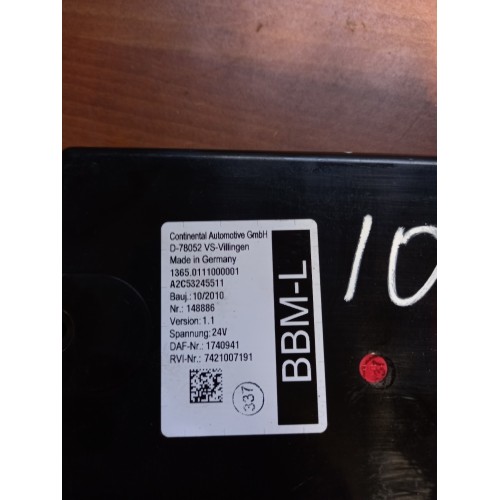 Continental Automotive GmbH
D-78052 VS-Villingen
Made in Germany
1365.0111000001
A2C53245511
Bauj.: 10/2010
Nr.: 148886
Version: 1.1
Spannung: 24V
DAF-Nr.: 1740941
RVI-Nr.: 7421007191
337
BBM-L
10